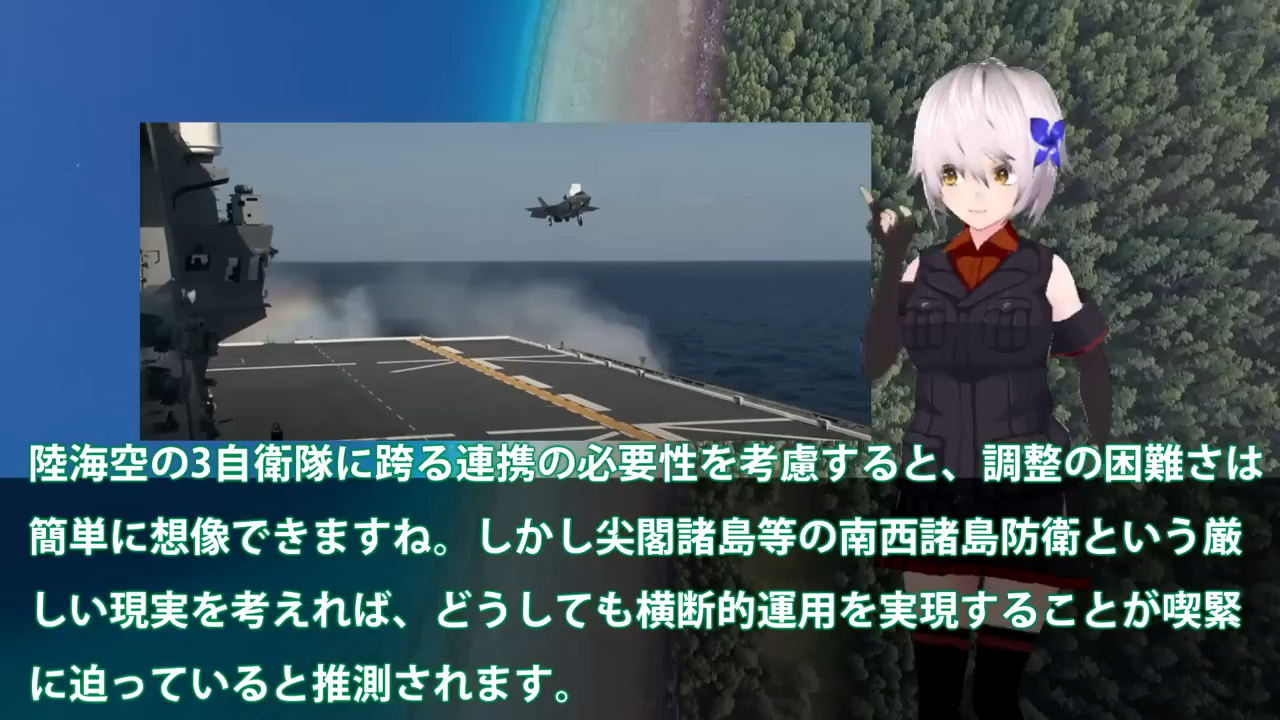 陸海空の3自衛隊に跨る連携の必要性を考慮すると、調整の困難さは
簡単に想像できますね。しかし尖閣諸島等の南西諸島防衛という厳
しい現実を考えれば、どうしても横断的運用を実現することが喫緊
に迫っていると推測されます。